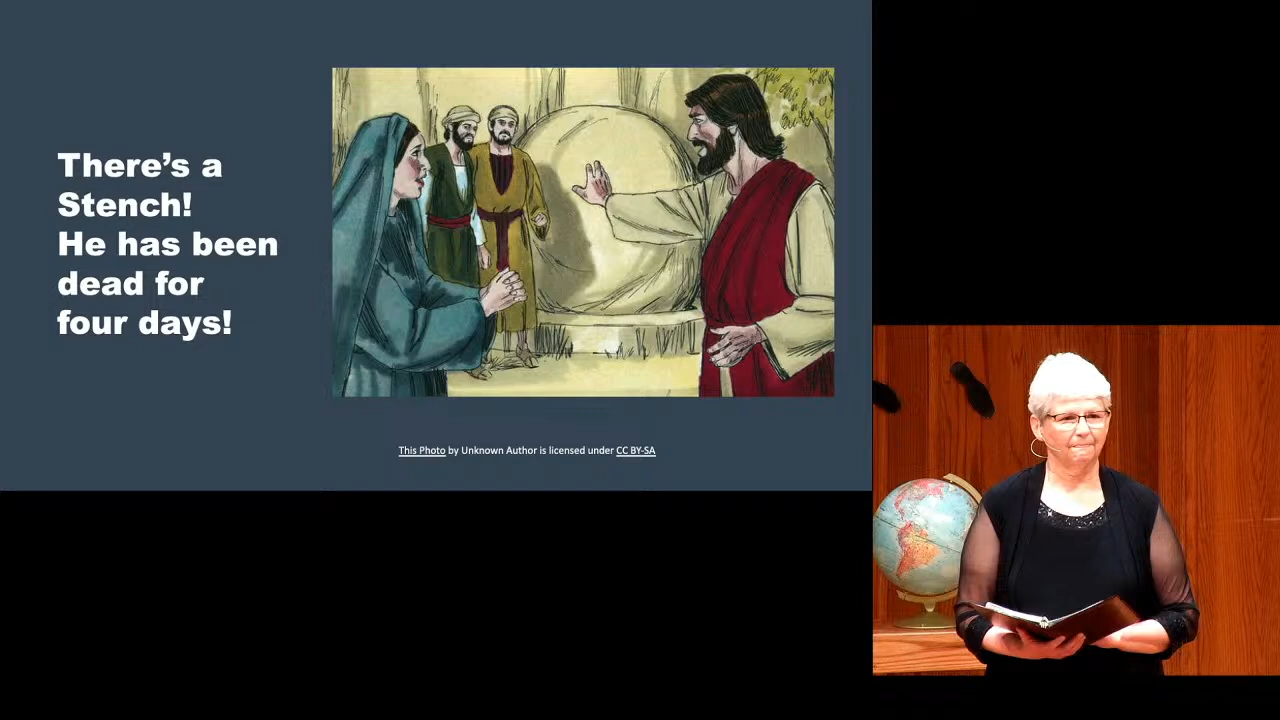 There’s a
Stench!
He has been
dead for
four days!
This Photo by Unknown Author is licensed under CC BY-SA